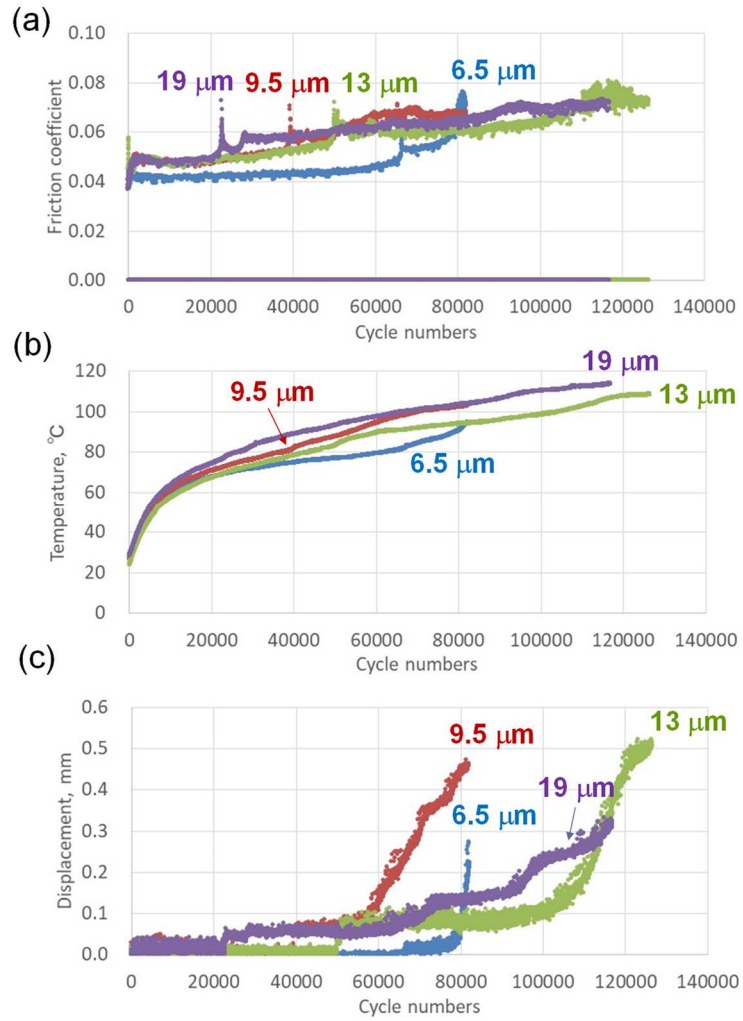 (a)
0.10
0.08
0.06
0.04
0.02
0.00
Friction coefficient
19 μm
9.5 μm
13 μm
6.5 μm
0 20000 40000 60000 80000 100000 120000 140000
Cycle numbers
(b)
120
100
80
60
40
20
0
Temperature, °C
9.5 μm
19 μm
13 μm
6.5 μm
0 20000 40000 60000 80000 100000 120000 140000
Cycle numbers
(c)
0.6
0.5
0.4
0.3
0.2
0.1
0.0
Displacement, mm
9.5 μm
13 μm
19 μm
6.5 μm
0 20000 40000 60000 80000 100000 120000 140000
Cycle numbers